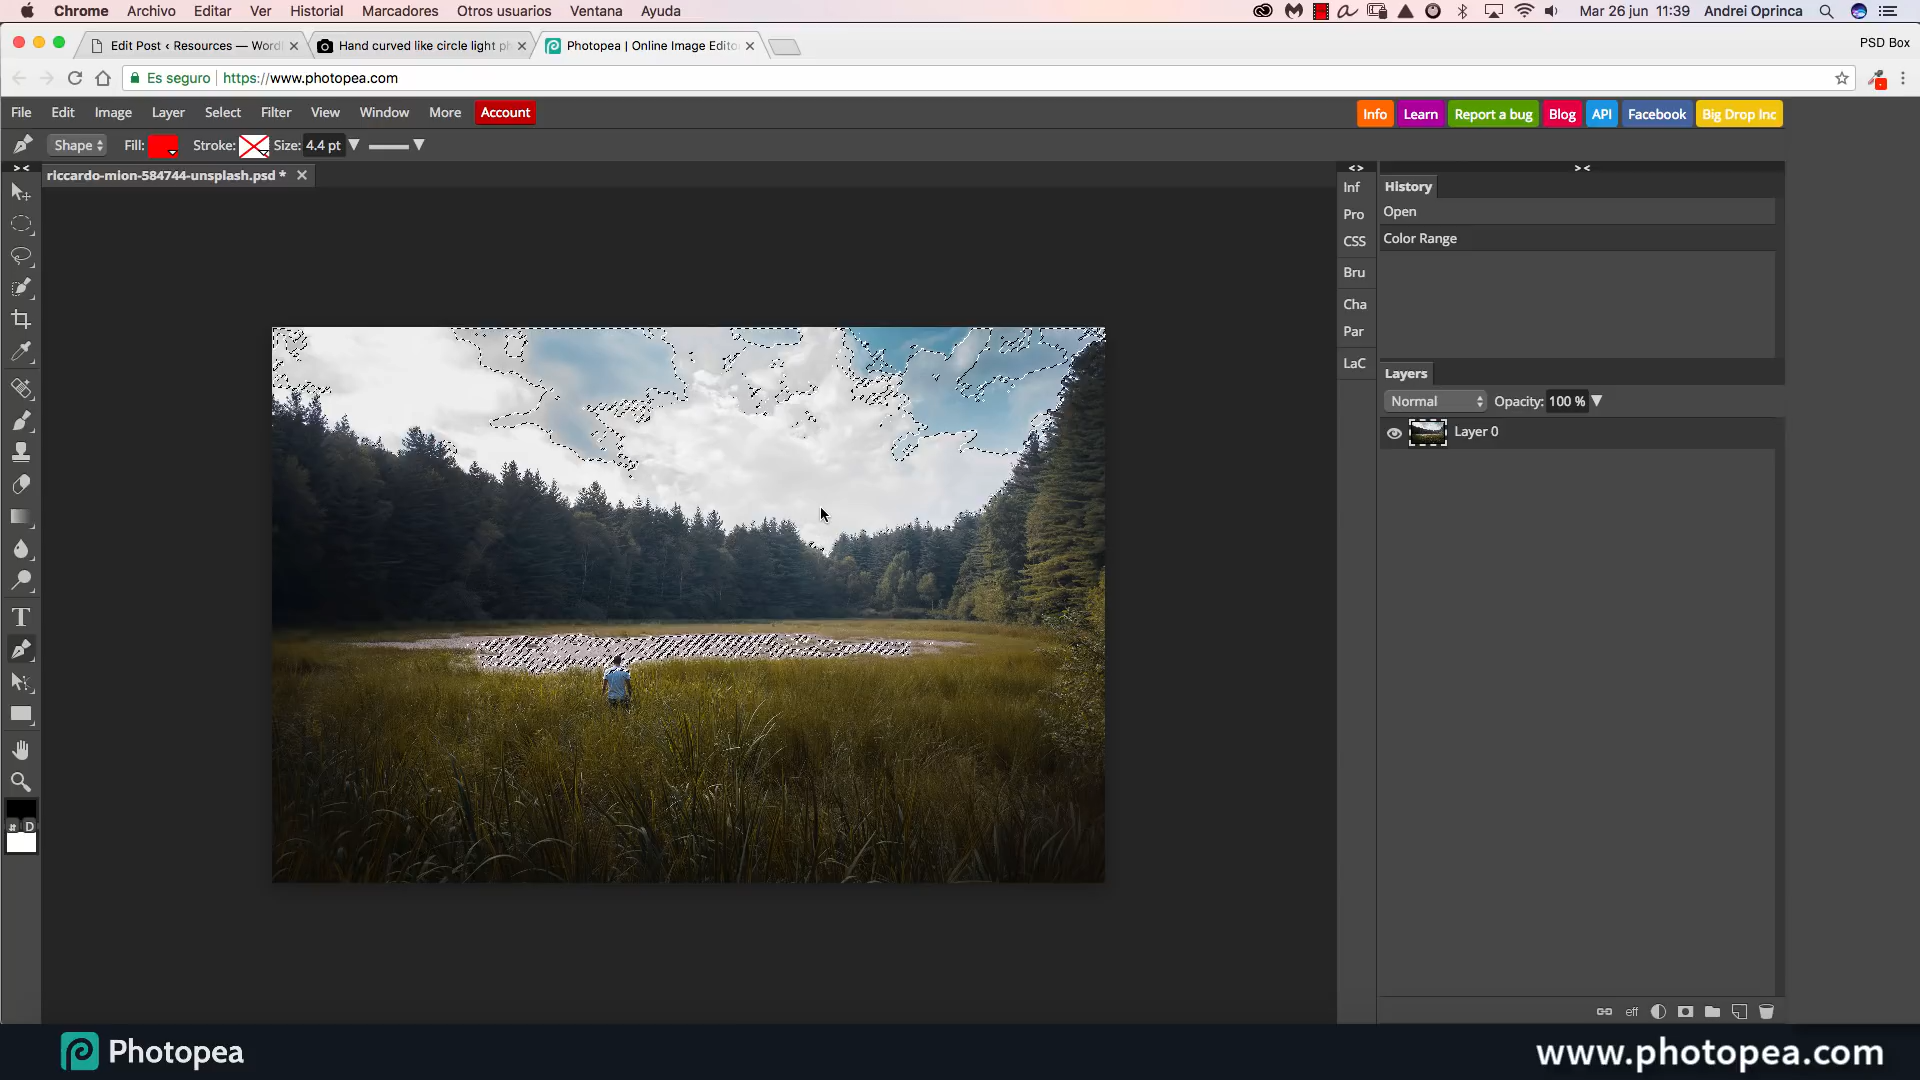 Chrome Archivo Editar Ver Historial Marcadores Otros usuarios Ventana Ayuda Mar 26 jun 11:39 Andrei Oprinca
Edit Post ‹ Resources — Word Hand curved like circle light ph Photopea | Online Image Edito PSD Box
Es seguro https://www.photopea.com
File Edit Image Layer Select Filter View Window More Account Info Learn Report a bug Blog API Facebook Big Drop Inc
Shape Fill: Stroke: Size: 4.4 pt
riccardo-mion-584744-unsplash.psd *
Inf
Pro
CSS
Bru
Cha
Par
LaC
History
Open
Color Range
Layers
Normal Opacity: 100 %
Layer 0
D
eff
Photopea www.photopea.com